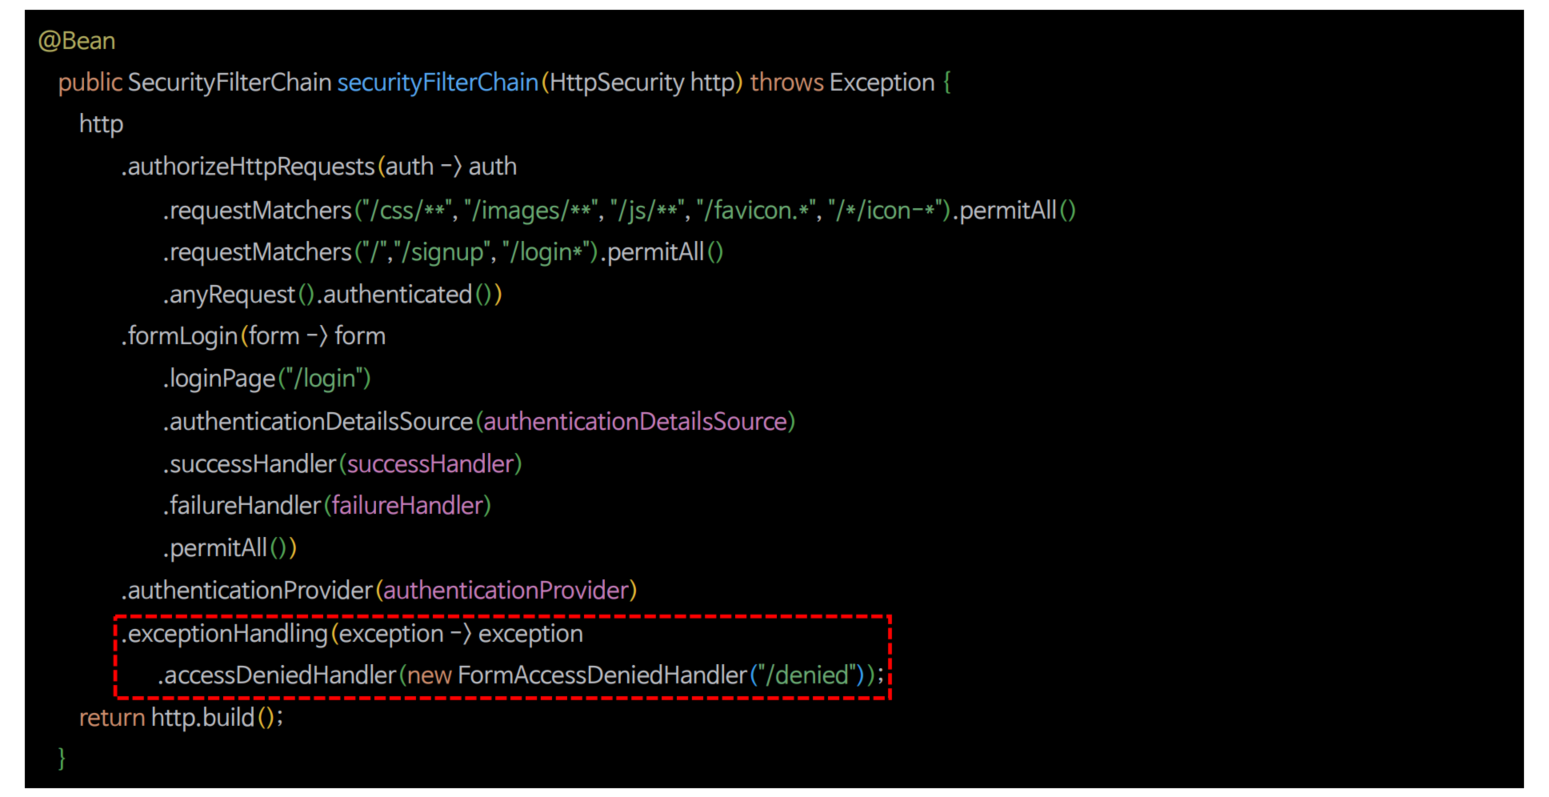 @Bean
public SecurityFilterChain securityFilterChain(HttpSecurity http) throws Exception {
http
.authorizeHttpRequests(auth -> auth
.requestMatchers("/css/**", "/images/**", "/js/**", "/favicon.*", "/*/icon-*").permitAll()
.requestMatchers("/","/signup", "/login*").permitAll()
.anyRequest().authenticated())
.formLogin(form -> form
.loginPage("/login")
.authenticationDetailsSource(authenticationDetailsSource)
.successHandler(successHandler)
.failureHandler(failureHandler)
.permitAll())
.authenticationProvider(authenticationProvider)
.exceptionHandling(exception -> exception
.accessDeniedHandler(new FormAccessDeniedHandler("/denied"));
return http.build();
}